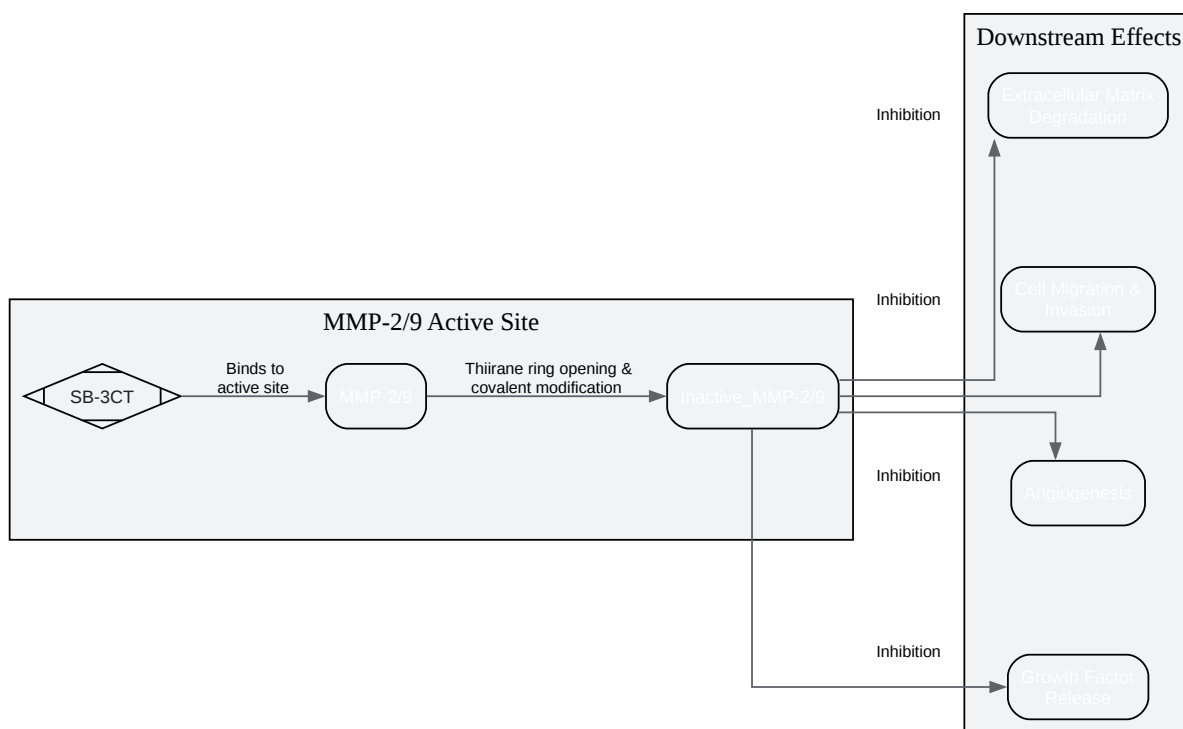 Downstream Effects
Extracellular Matrix
Degradation
Inhibition
Cell Migration &
Invasion
Inhibition
MMP-2/9 Active Site
SB-3CT
Binds to
active site
MMP-2/9
Thiirane ring opening &
covalent modification
Inactive_MMP-2/9
Inhibition
Angiogenesis
Inhibition
Growth Factor
Release